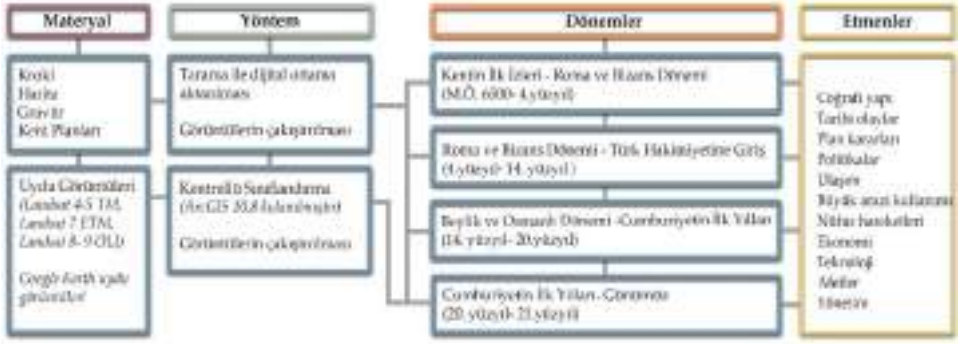 Materyal
Kroki
Harita
Gravür
Kent Planları
Uydu Görüntüleri
(Landsat 4-5 TM,
Landsat 7 ETM,
Landsat 8-9 OLI)
Google Earth uydu
görüntüleri
Yöntem
Tarama ile dijital ortama
aktarılması
Görüntülerin çakıştırılması
Kontrollü Sınıflandırma
(ArcGIS 10.8 kullanılmıştır)
Görüntülerin çakıştırılması
Dönemler
Kentin İlk İzleri - Roma ve Bizans Dönemi
(M.Ö. 6500- 4.yüzyıl)
Roma ve Bizans Dönemi - Türk Hakimiyetine Giriş
(4.yüzyıl- 14. yüzyıl )
Beylik ve Osmanlı Dönemi -Cumhuriyetin İlk Yılları
(14. yüzyıl- 20.yüzyıl)
Cumhuriyetin İlk Yılları - Günümüz
(20. yüzyıl- 21.yüzyıl)
Etmenler
Coğrafi yapı
Tarihi olaylar
Plan kararları
Politikalar
Ulaşım
Büyük arazi kullanımı
Nüfus hareketleri
Ekonomi
Teknoloji
Afetler
Yönetim